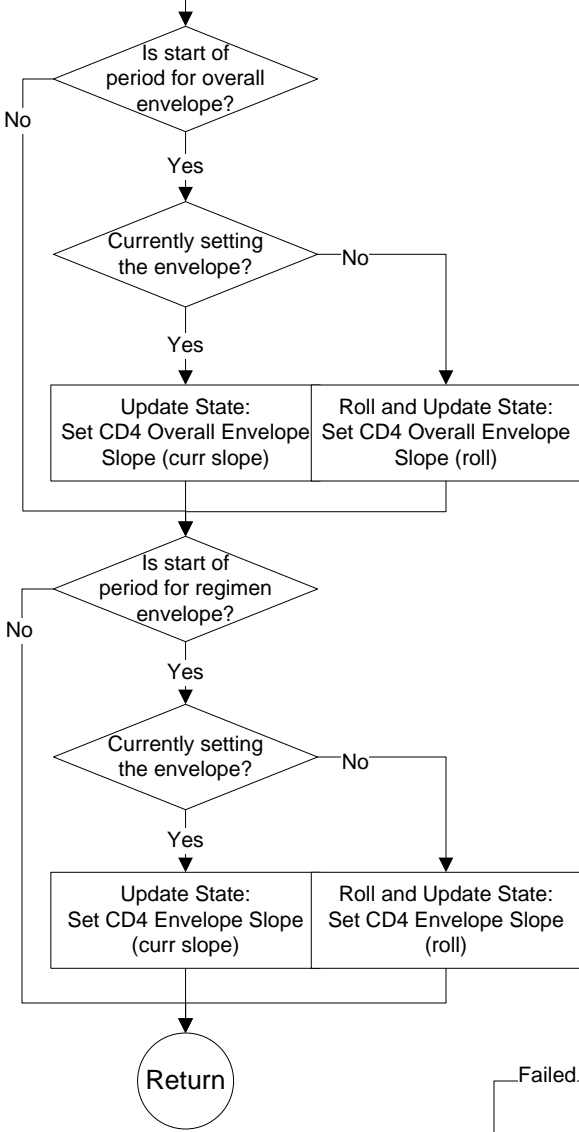 Is start of
period for overall
envelope?
No
Yes
Currently setting
the envelope?
No
Yes
Update State:
Set CD4 Overall Envelope
Slope (curr slope)
Roll and Update State:
Set CD4 Overall Envelope
Slope (roll)
Is start of
period for regimen
envelope?
No
Yes
Currently setting
the envelope?
No
Yes
Update State:
Set CD4 Envelope Slope
(curr slope)
Roll and Update State:
Set CD4 Envelope Slope
(roll)
Return
Failed